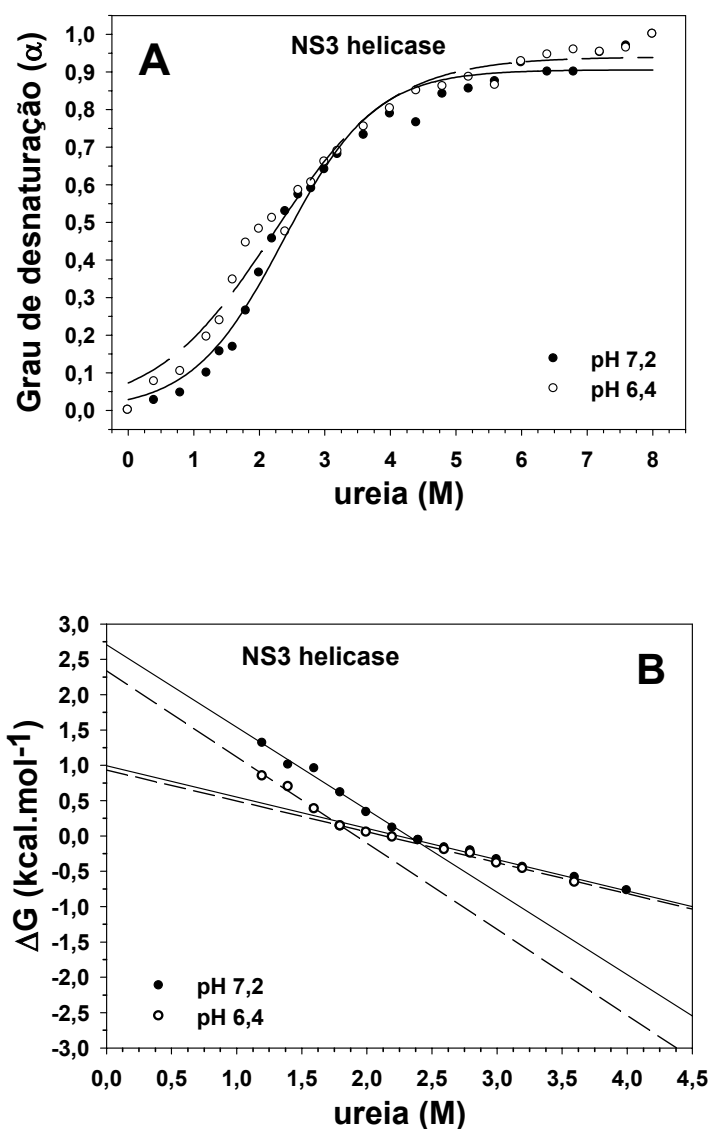 NS3 helicase
A
Grau de desnaturação (α)
1,0
0,9
0,8
0,7
0,6
0,5
0,4
0,3
0,2
0,1
0,0
pH 7,2
pH 6,4
0 1 2 3 4 5 6 7 8
ureia (M)
NS3 helicase
B
ΔG (kcal.mol-1)
3,0
2,5
2,0
1,5
1,0
0,5
0,0
-0,5
-1,0
-1,5
-2,0
-2,5
-3,0
pH 7,2
pH 6,4
0,0 0,5 1,0 1,5 2,0 2,5 3,0 3,5 4,0 4,5
ureia (M)